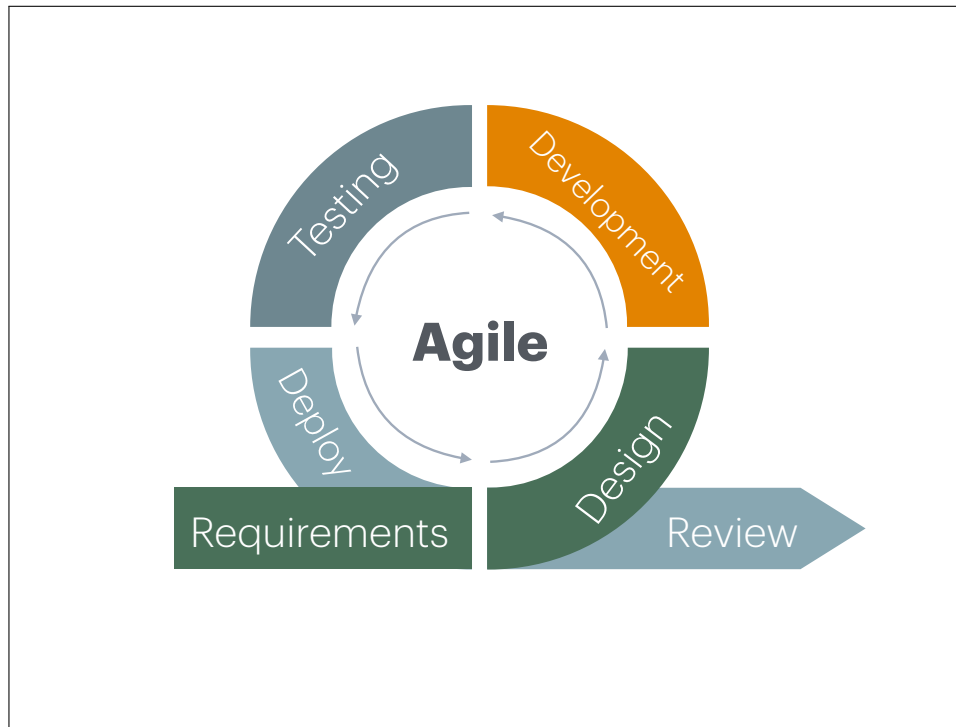 Testing
Development
Agile
Deploy
Design
Requirements
Review